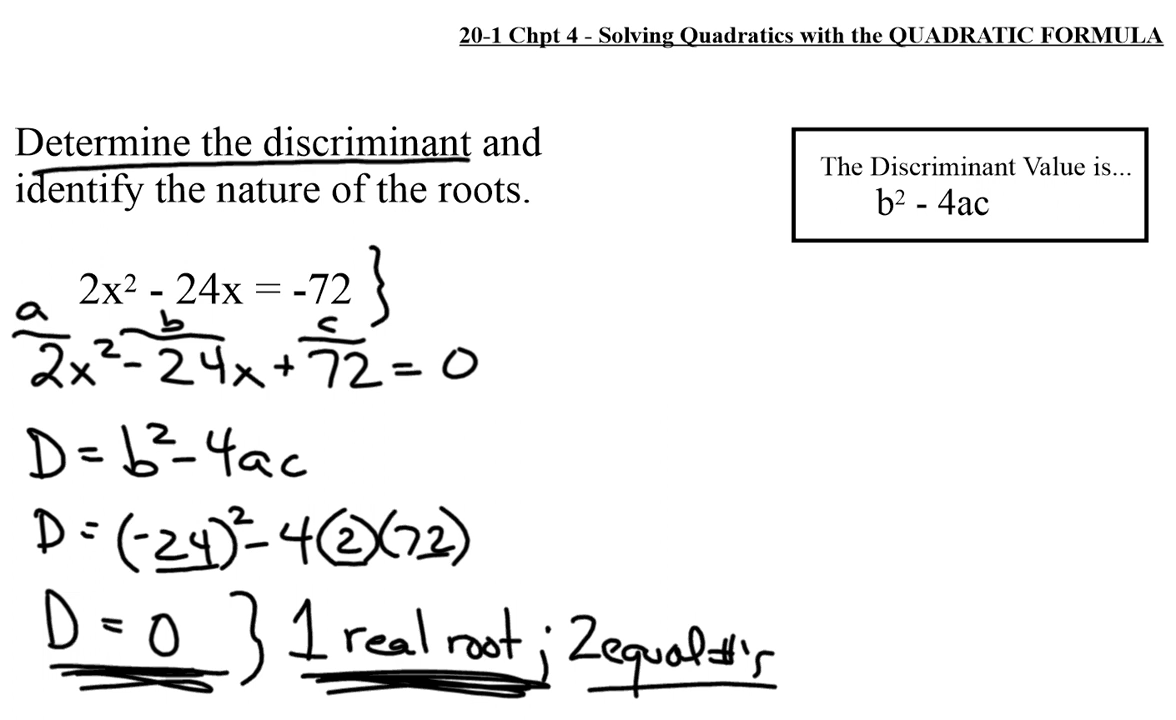 20-1 Chpt 4 - Solving Quadratics with the QUADRATIC FORMULA
Determine the discriminant and
identify the nature of the roots.
The Discriminant Value is...
b² - 4ac
2x² - 24x = -72 }
a b c
2x² - 24x + 72 = 0
D = b² - 4ac
D = (-24)² - 4(2)(72)
D = 0 } 1 real root ; 2 equal #'s